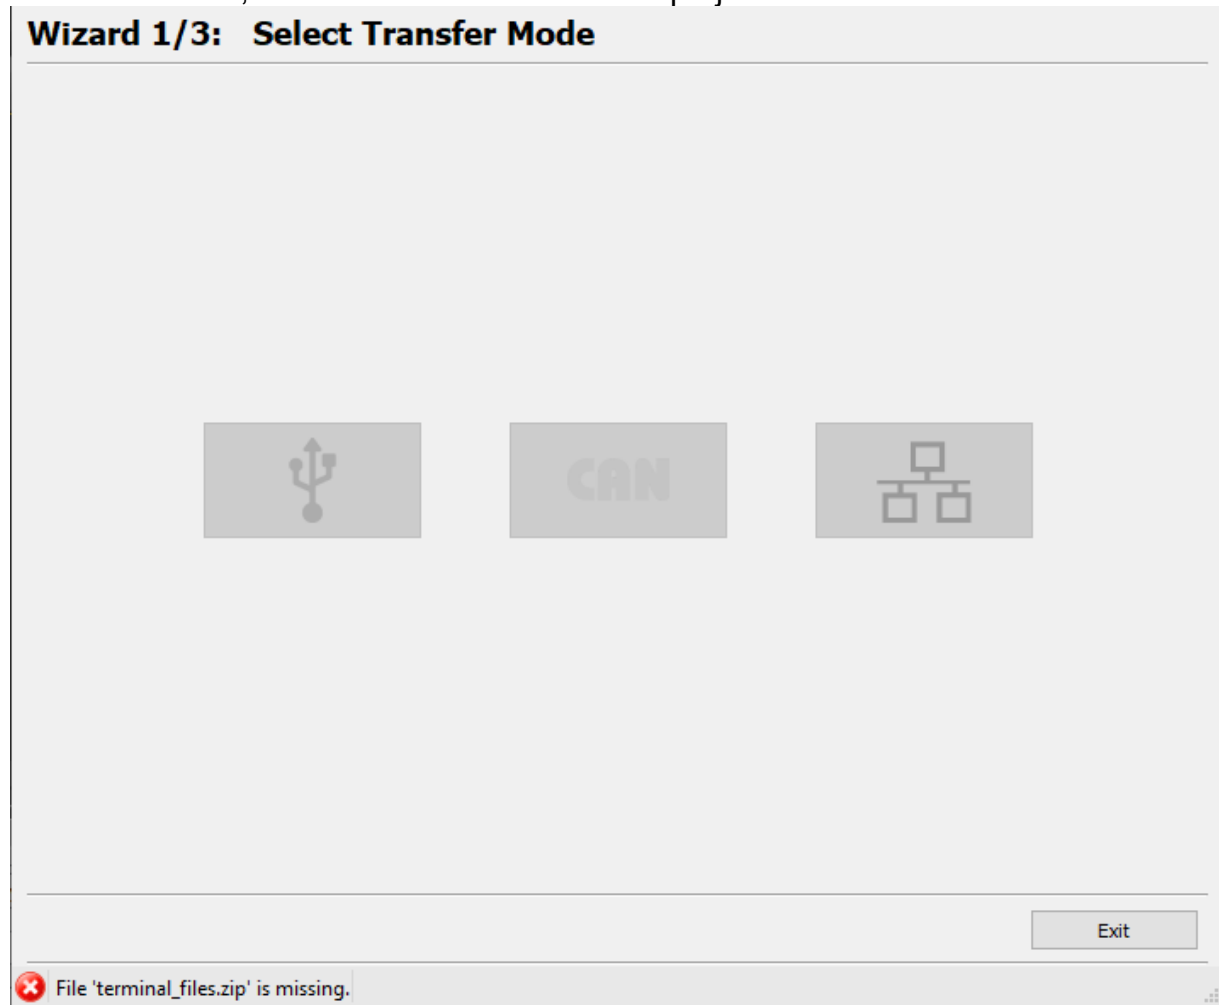 Wizard 1/3: Select Transfer Mode
CAN
Exit
File 'terminal_files.zip' is missing.